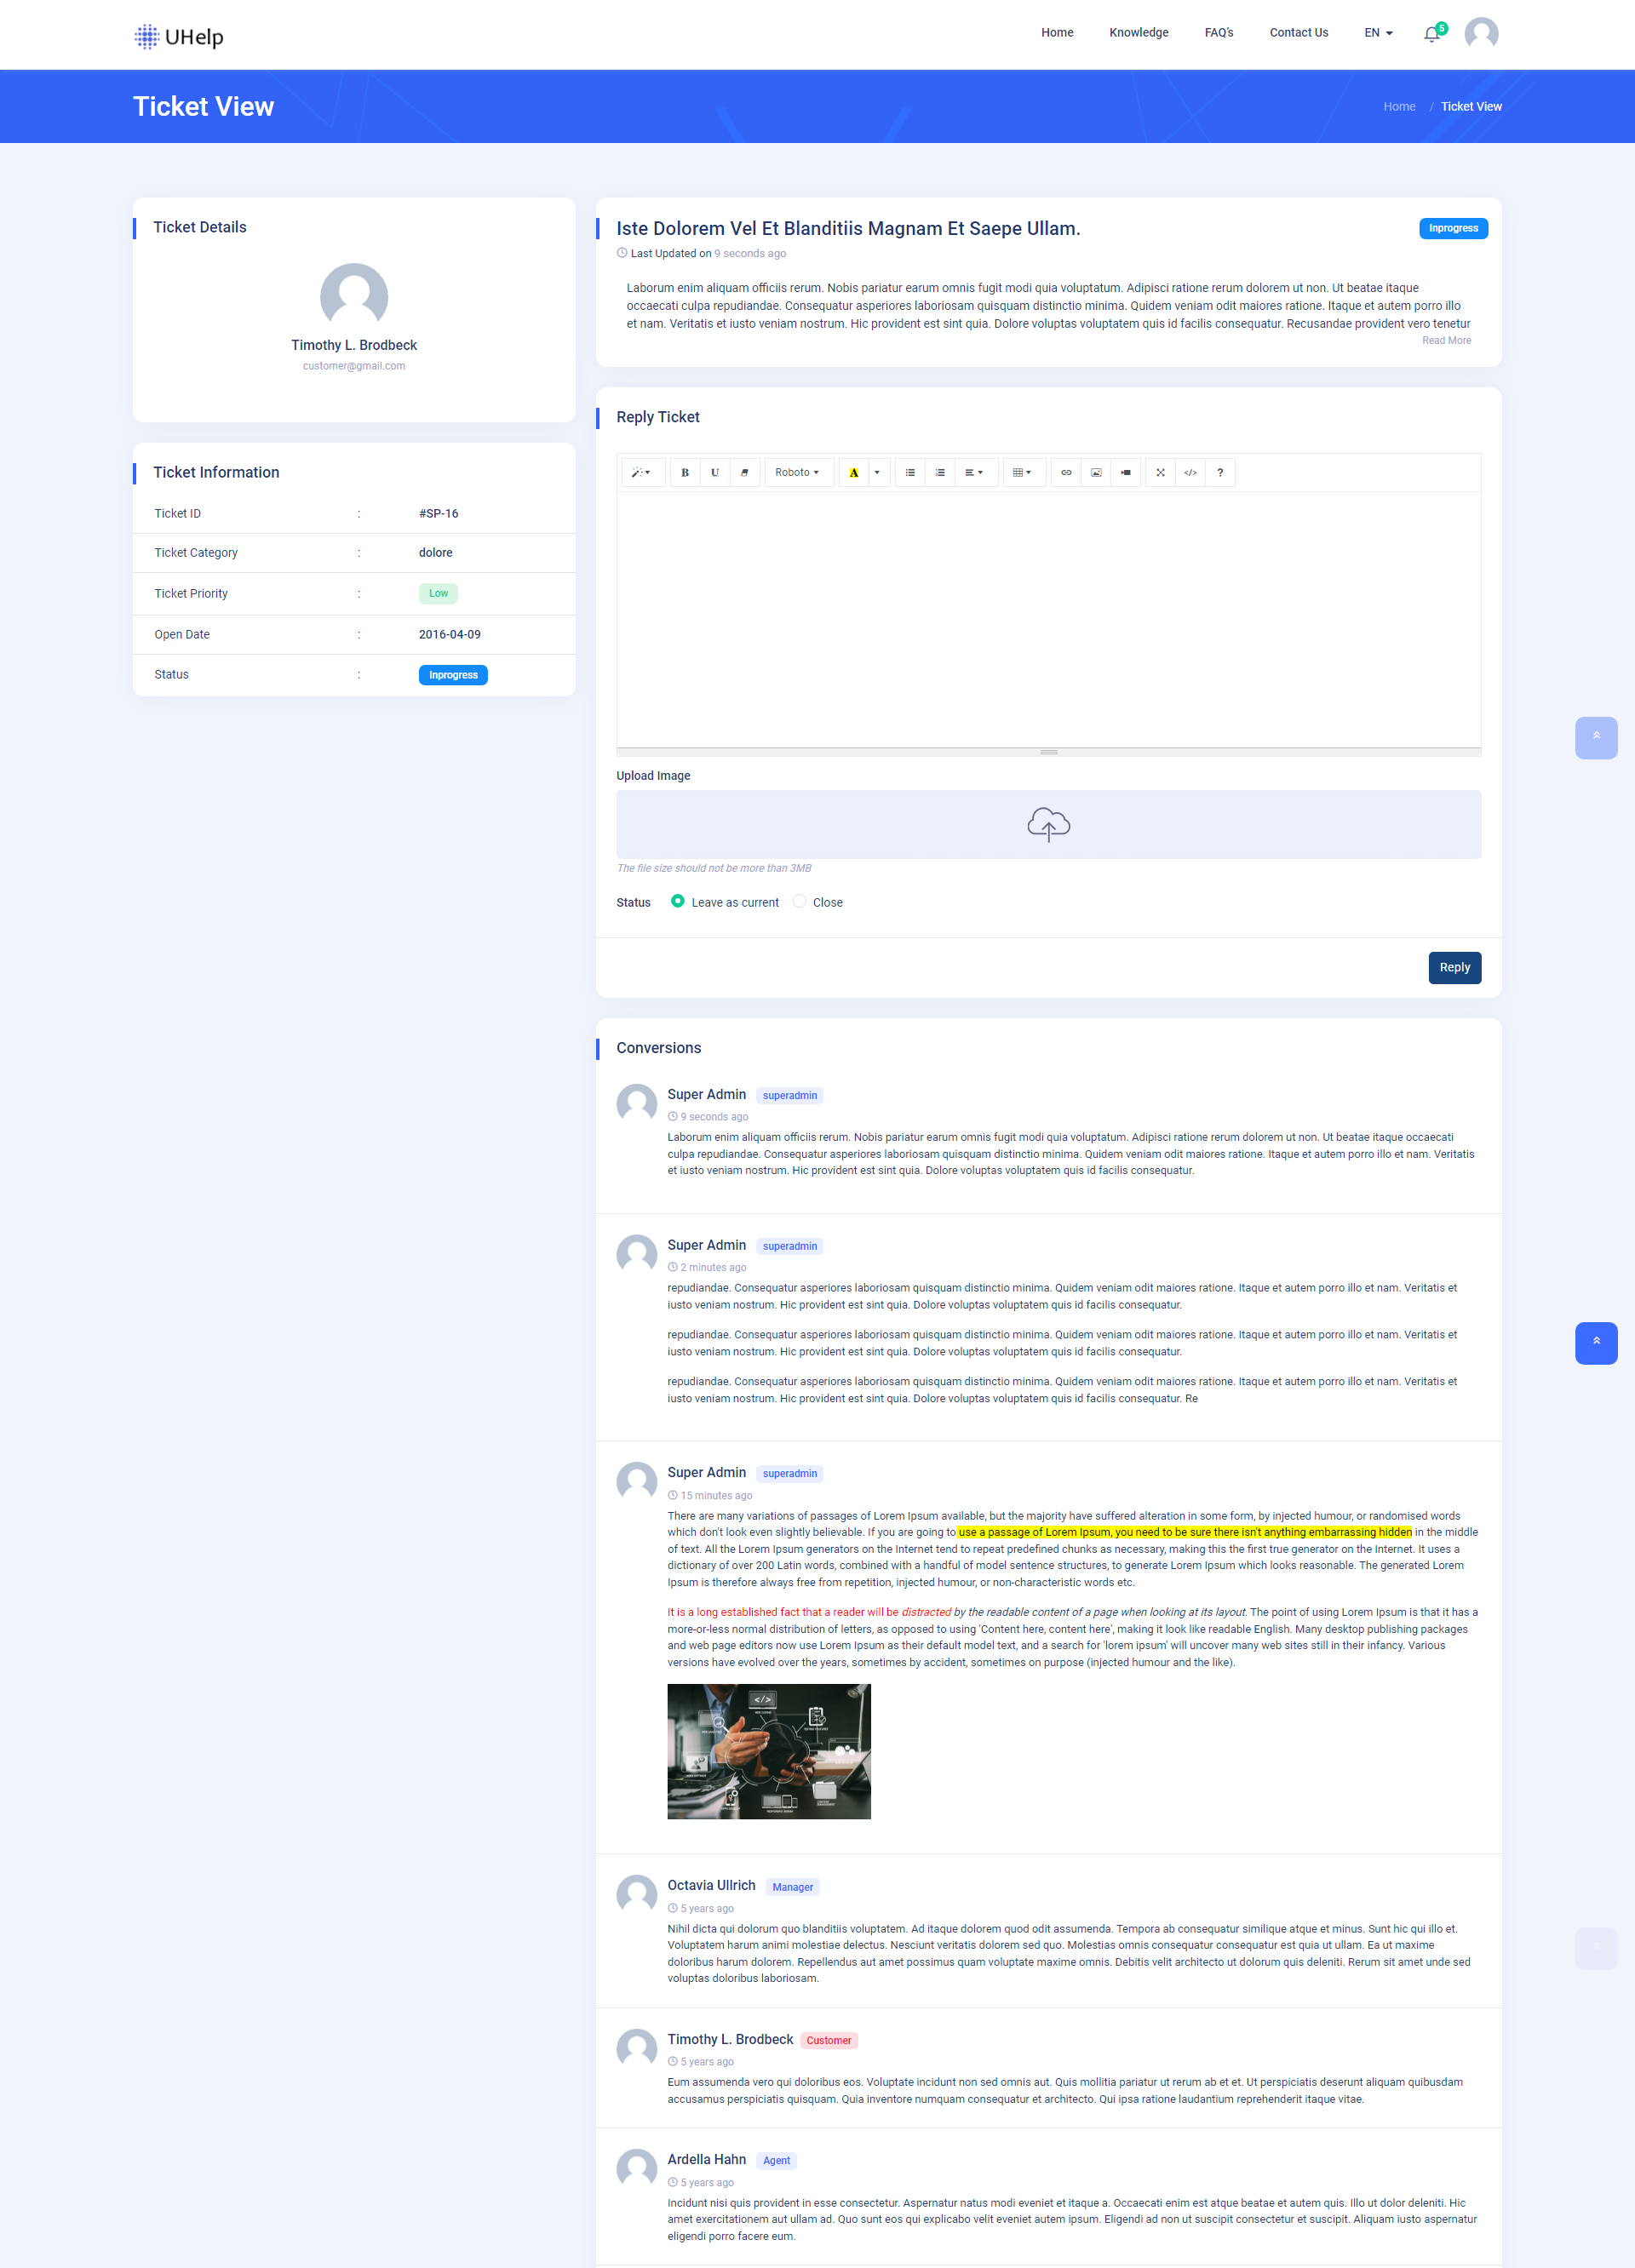 UHelp
Home Knowledge FAQ's Contact Us EN 5
Ticket View
Home / Ticket View
Ticket Details
Timothy L. Brodbeck
customer@gmail.com
Ticket Information
Ticket ID : #SP-16
Ticket Category : dolore
Ticket Priority : Low
Open Date : 2016-04-09
Status : Inprogress
Iste Dolorem Vel Et Blanditiis Magnam Et Saepe Ullam.
Inprogress
Last Updated on 9 seconds ago
Laborum enim aliquam officiis rerum. Nobis pariatur earum omnis fugit modi quia voluptatum. Adipisci ratione rerum dolorem ut non. Ut beatae itaque
occaecati culpa repudiandae. Consequatur asperiores laboriosam quisquam distinctio minima. Quidem veniam odit maiores ratione. Itaque et autem porro illo
et nam. Veritatis et iusto veniam nostrum. Hic provident est sint quia. Dolore voluptas voluptatem quis id facilis consequatur. Recusandae provident vero tenetur
Read More
Reply Ticket
B U Roboto A </> ?
Upload Image
The file size should not be more than 3MB
Status Leave as current Close
Reply
Conversions
Super Admin superadmin
9 seconds ago
Laborum enim aliquam officiis rerum. Nobis pariatur earum omnis fugit modi quia voluptatum. Adipisci ratione rerum dolorem ut non. Ut beatae itaque occaecati
culpa repudiandae. Consequatur asperiores laboriosam quisquam distinctio minima. Quidem veniam odit maiores ratione. Itaque et autem porro illo et nam. Veritatis
et iusto veniam nostrum. Hic provident est sint quia. Dolore voluptas voluptatem quis id facilis consequatur.
Super Admin superadmin
2 minutes ago
repudiandae. Consequatur asperiores laboriosam quisquam distinctio minima. Quidem veniam odit maiores ratione. Itaque et autem porro illo et nam. Veritatis et
iusto veniam nostrum. Hic provident est sint quia. Dolore voluptas voluptatem quis id facilis consequatur.
repudiandae. Consequatur asperiores laboriosam quisquam distinctio minima. Quidem veniam odit maiores ratione. Itaque et autem porro illo et nam. Veritatis et
iusto veniam nostrum. Hic provident est sint quia. Dolore voluptas voluptatem quis id facilis consequatur.
repudiandae. Consequatur asperiores laboriosam quisquam distinctio minima. Quidem veniam odit maiores ratione. Itaque et autem porro illo et nam. Veritatis et
iusto veniam nostrum. Hic provident est sint quia. Dolore voluptas voluptatem quis id facilis consequatur. Re
Super Admin superadmin
15 minutes ago
There are many variations of passages of Lorem Ipsum available, but the majority have suffered alteration in some form, by injected humour, or randomised words
which don't look even slightly believable. If you are going to use a passage of Lorem Ipsum, you need to be sure there isn't anything embarrassing hidden in the middle
of text. All the Lorem Ipsum generators on the Internet tend to repeat predefined chunks as necessary, making this the first true generator on the Internet. It uses a
dictionary of over 200 Latin words, combined with a handful of model sentence structures, to generate Lorem Ipsum which looks reasonable. The generated Lorem
Ipsum is therefore always free from repetition, injected humour, or non-characteristic words etc.
It is a long established fact that a reader will be distracted by the readable content of a page when looking at its layout. The point of using Lorem Ipsum is that it has a
more-or-less normal distribution of letters, as opposed to using 'Content here, content here', making it look like readable English. Many desktop publishing packages
and web page editors now use Lorem Ipsum as their default model text, and a search for 'lorem ipsum' will uncover many web sites still in their infancy. Various
versions have evolved over the years, sometimes by accident, sometimes on purpose (injected humour and the like).
</>
Octavia Ullrich Manager
5 years ago
Nihil dicta qui dolorum quo blanditiis voluptatem. Ad itaque dolorem quod odit assumenda. Tempora ab consequatur similique atque et minus. Sunt hic qui illo et.
Voluptatem harum animi molestiae delectus. Nesciunt veritatis dolorem sed quo. Molestias omnis consequatur consequatur est quia ut ullam. Ea ut maxime
doloribus harum dolorem. Repellendus aut amet possimus quam voluptate maxime omnis. Debitis velit architecto ut dolorum quis deleniti. Rerum sit amet unde sed
voluptas doloribus laboriosam.
Timothy L. Brodbeck Customer
5 years ago
Eum assumenda vero qui doloribus eos. Voluptate incidunt non sed omnis aut. Quis mollitia pariatur ut rerum ab et et. Ut perspiciatis deserunt aliquam quibusdam
accusamus perspiciatis quisquam. Quia inventore numquam consequatur et architecto. Qui ipsa ratione laudantium reprehenderit itaque vitae.
Ardella Hahn Agent
5 years ago
Incidunt nisi quis provident in esse consectetur. Aspernatur natus modi eveniet et itaque a. Occaecati enim est atque beatae et autem quis. Illo ut dolor deleniti. Hic
amet exercitationem aut ullam ad. Quo sunt eos qui explicabo velit eveniet autem ipsum. Eligendi ad non ut suscipit consectetur et suscipit. Aliquam iusto aspernatur
eligendi porro facere eum.